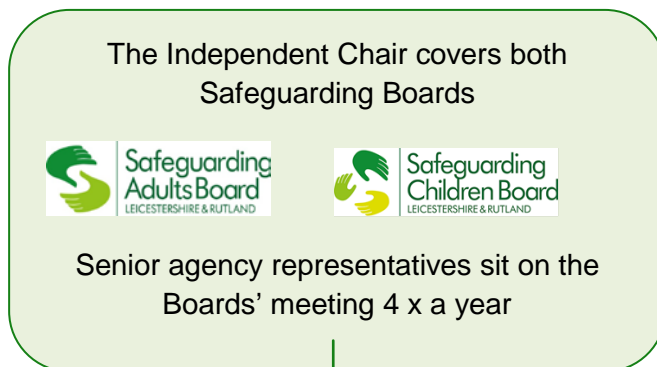 The Independent Chair covers both
Safeguarding Boards
Safeguarding
Adults Board
LEICESTERSHIRE & RUTLAND
Safeguarding
Children Board
LEICESTERSHIRE & RUTLAND
Senior agency representatives sit on the
Boards’ meeting 4 x a year